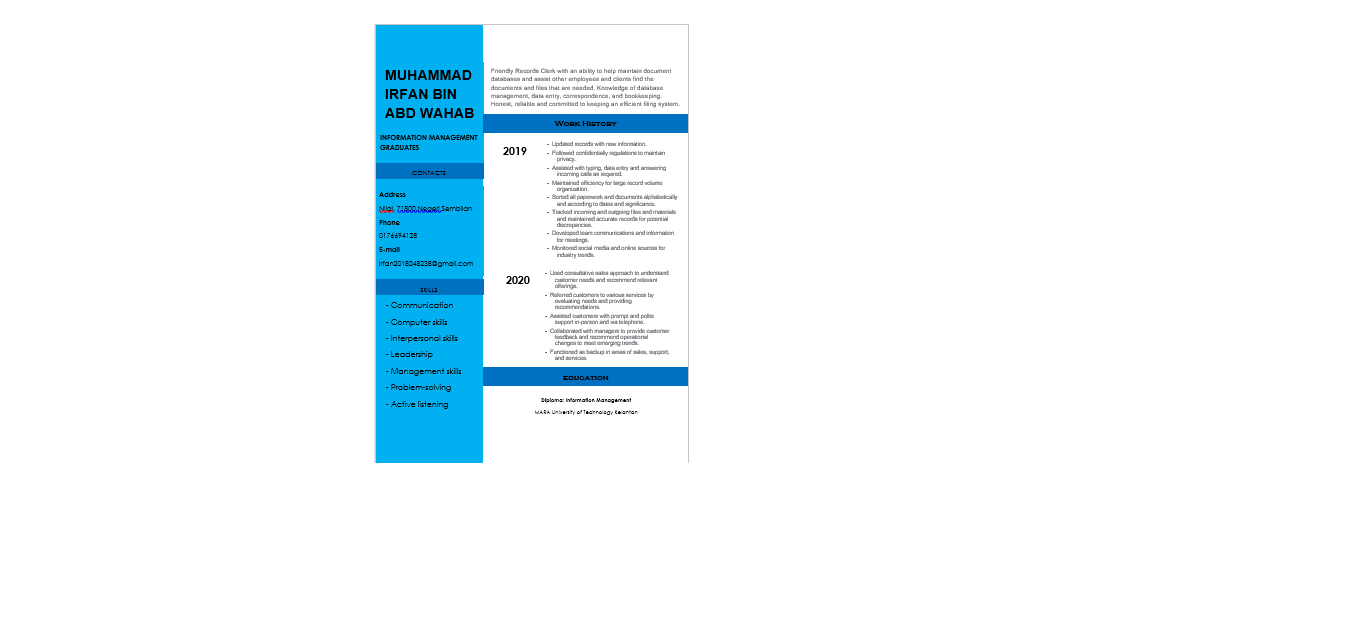 MUHAMMAD
IRFAN BIN
ABD WAHAB
INFORMATION MANAGEMENT
GRADUATES
CONTACTS
Address
Nilai, 71800 Negeri Sembilan
Phone
0176694128
E-mail
irfan2018248238@gmail.com
SKILLS
- Communication
- Computer skills
- Interpersonal skills
- Leadership
- Management skills
- Problem-solving
- Active listening
Friendly Records Clerk with an ability to help maintain document
databases and assist other employees and clients find the
documents and files that are needed. Knowledge of database
management, data entry, correspondence, and bookkeeping.
Honest, reliable and committed to keeping an efficient filing system.
WORK HISTORY
2019
- Updated records with new information.
- Followed confidentially regulations to maintain
privacy.
- Assisted with typing, data entry and answering
incoming calls as required.
- Maintained efficiency for large record volume
organization.
- Sorted all paperwork and documents alphabetically
and according to dates and significance.
- Tracked incoming and outgoing files and materials
and maintained accurate records for potential
discrepancies.
- Developed team communications and information
for meetings.
- Monitored social media and online sources for
industry trends.
2020
- Used consultative sales approach to understand
customer needs and recommend relevant
offerings.
- Referred customers to various services by
evaluating needs and providing
recommendations.
- Assisted customers with prompt and polite
support in-person and via telephone.
- Collaborated with managers to provide customer
feedback and recommend operational
changes to meet emerging trends.
- Functioned as backup in areas of sales, support,
and services.
EDUCATION
Diploma: Information Management
MARA University of Technology Kelantan